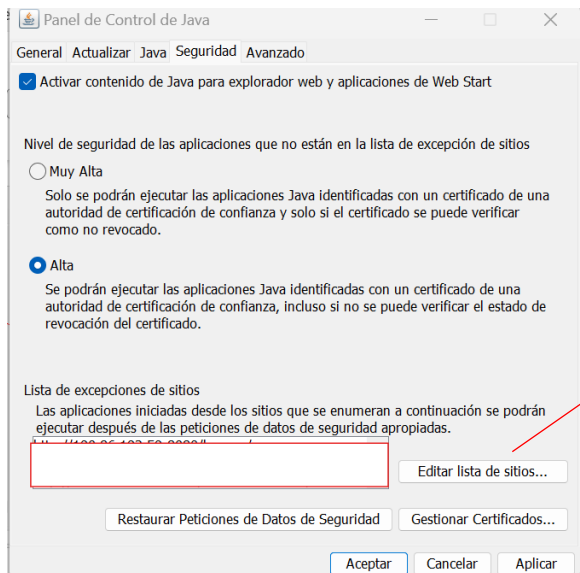 Panel de Control de Java
General Actualizar Java Seguridad Avanzado
Activar contenido de Java para explorador web y aplicaciones de Web Start
Nivel de seguridad de las aplicaciones que no están en la lista de excepción de sitios
Muy Alta
Solo se podrán ejecutar las aplicaciones Java identificadas con un certificado de una
autoridad de certificación de confianza y solo si el certificado se puede verificar
como no revocado.
Alta
Se podrán ejecutar las aplicaciones Java identificadas con un certificado de una
autoridad de certificación de confianza, incluso si no se puede verificar el estado de
revocación del certificado.
Lista de excepciones de sitios
Las aplicaciones iniciadas desde los sitios que se enumeran a continuación se podrán
ejecutar después de las peticiones de datos de seguridad apropiadas.
Editar lista de sitios...
Restaurar Peticiones de Datos de Seguridad Gestionar Certificados...
Aceptar Cancelar Aplicar